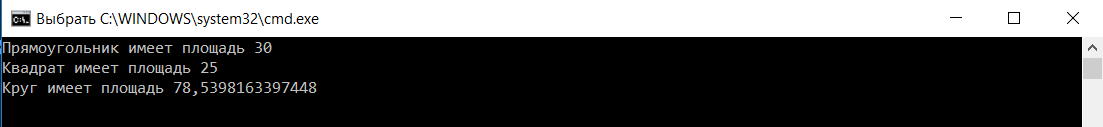 Выбрать C:\WINDOWS\system32\cmd.exe
Прямоугольник имеет площадь 30
Квадрат имеет площадь 25
Круг имеет площадь 78,5398163397448